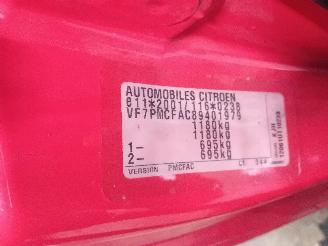 AUTOMOBILES CITROEN
e11*2001/116*0238
VF7PMCFAC89401979
1180kg
1180kg
1- 695kg
2- 695kg
VERSION PMCFAC